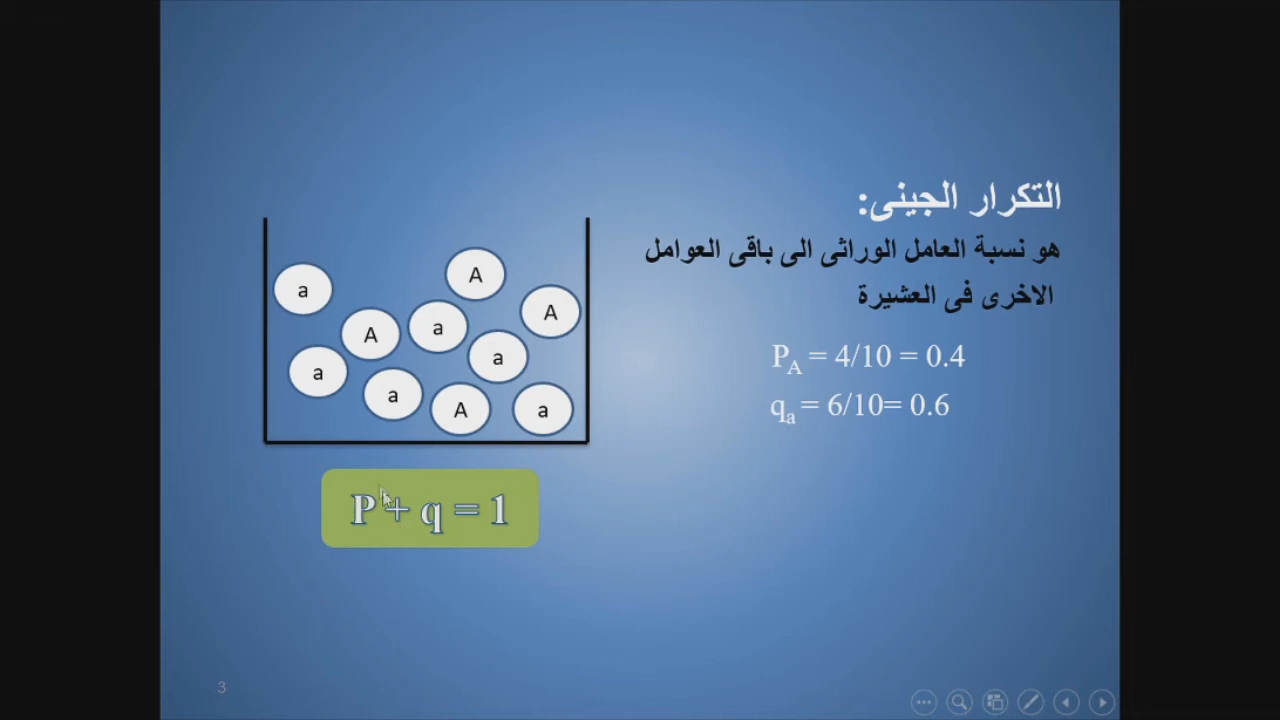 التكرار الجينى:
هو نسبة العامل الوراثى الى باقى العوامل
الاخرى فى العشيرة
P_A = 4/10 = 0.4
q_a = 6/10= 0.6
A
a
A
A
a
a
a
a
A
a
P + q = 1
3